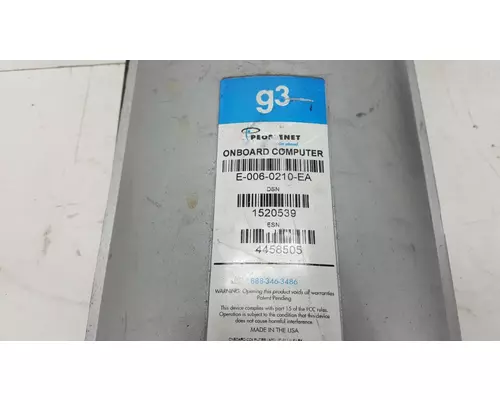 g3
PEOPLENET
ONBOARD COMPUTER
E-006-0210-EA
DSN
1520539
ESN
4458505
888-346-3486
WARNING: Opening this product voids all warranties
Patent Pending
This device complies with part 15 of the FCC rules.
Operation is subject to the condition that this device
does not cause harmful interference.
MADE IN THE USA